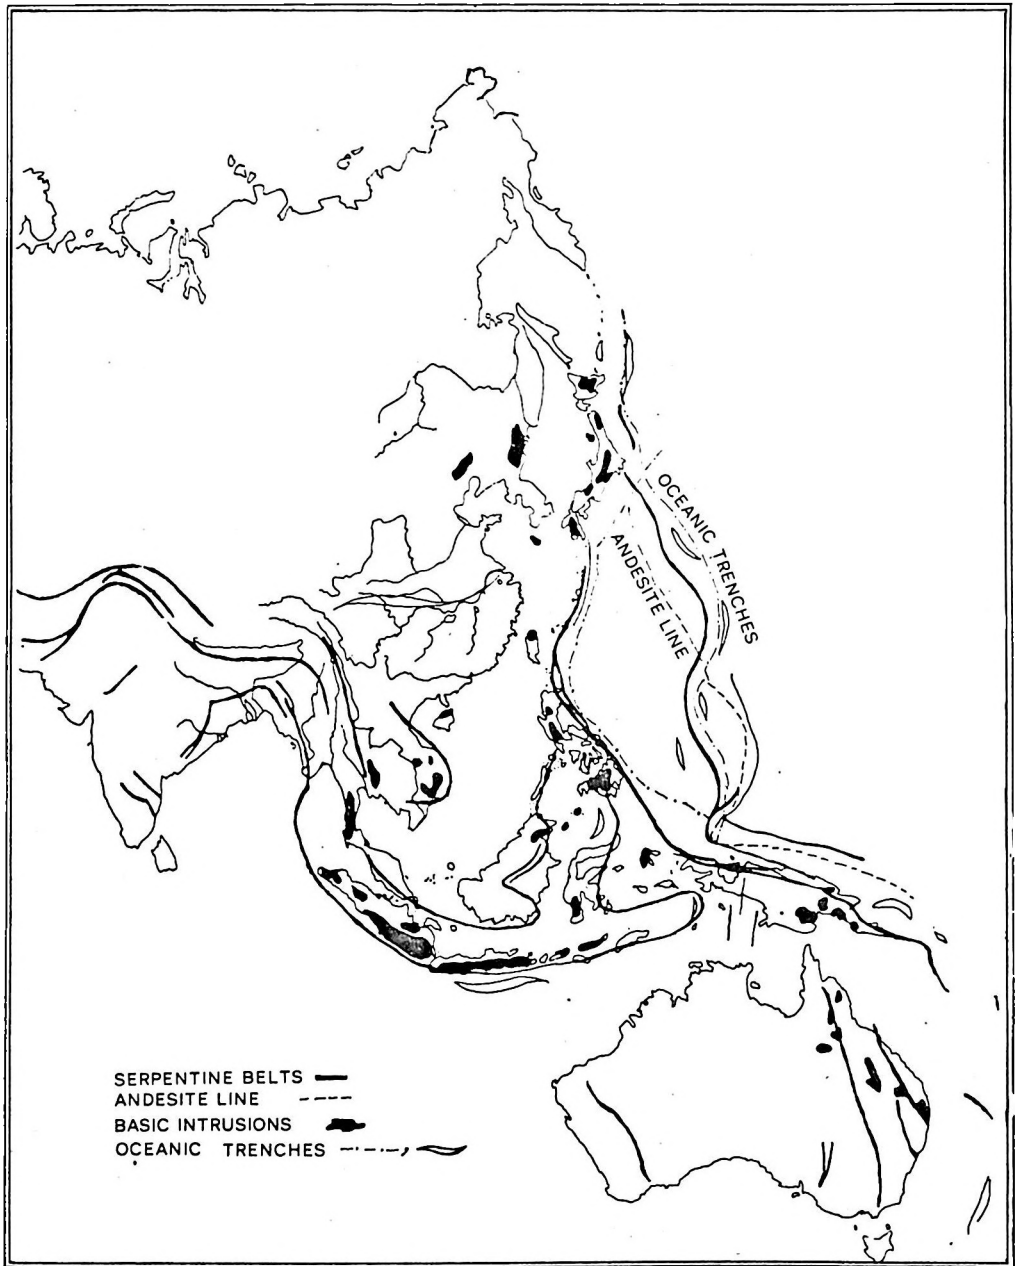 OCEANIC TRENCHES
ANDESITE LINE
SERPENTINE BELTS
ANDESITE LINE
BASIC INTRUSIONS
OCEANIC TRENCHES